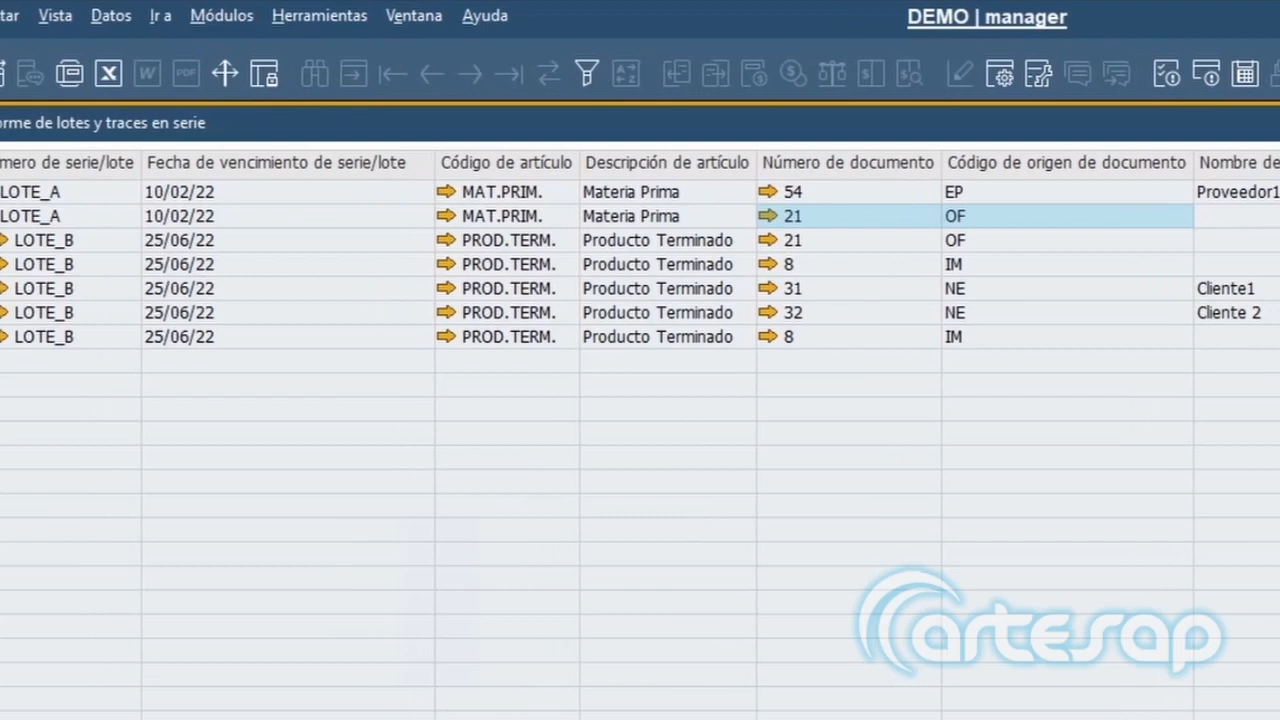 tar Vista Datos Ir a Módulos Herramientas Ventana Ayuda DEMO | manager
orme de lotes y traces en serie
mero de serie/lote Fecha de vencimiento de serie/lote Código de artículo Descripción de artículo Número de documento Código de origen de documento Nombre de
LOTE_A 10/02/22 MAT.PRIM. Materia Prima 54 EP Proveedor1
LOTE_A 10/02/22 MAT.PRIM. Materia Prima 21 OF
LOTE_B 25/06/22 PROD.TERM. Producto Terminado 21 OF
LOTE_B 25/06/22 PROD.TERM. Producto Terminado 8 IM
LOTE_B 25/06/22 PROD.TERM. Producto Terminado 31 NE Cliente1
LOTE_B 25/06/22 PROD.TERM. Producto Terminado 32 NE Cliente 2
LOTE_B 25/06/22 PROD.TERM. Producto Terminado 8 IM
artesap